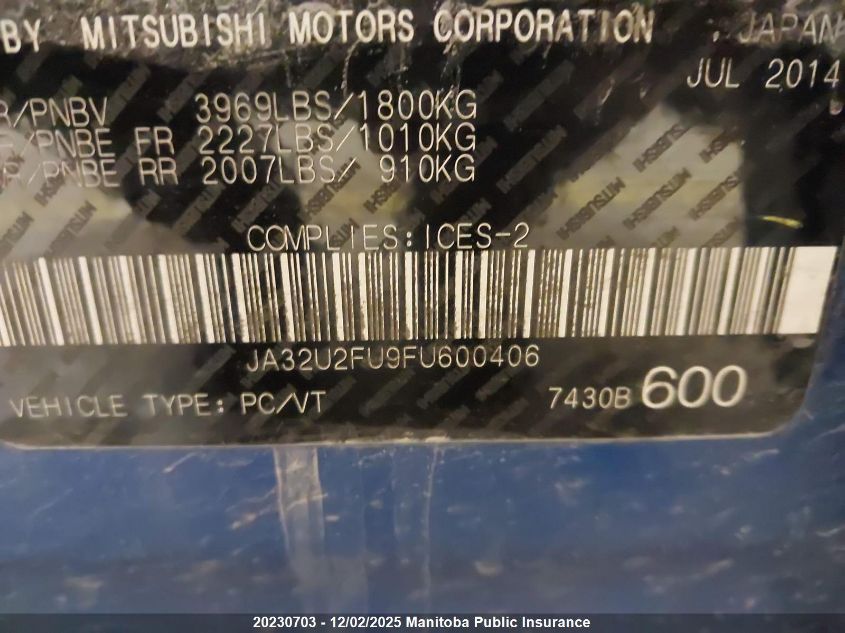 BY MITSUBISHI MOTORS CORPORATION . JAPAN
JUL 2014
R/PNBV 3969LBS/1800KG
/PNBE FR 2227LBS/1010KG
/PNBE RR 2007LBS/ 910KG
COMPLIES:ICES-2
JA32U2FU9FU600406
VEHICLE TYPE: PC/VT 7430B 600
20230703 - 12/02/2025 Manitoba Public Insurance